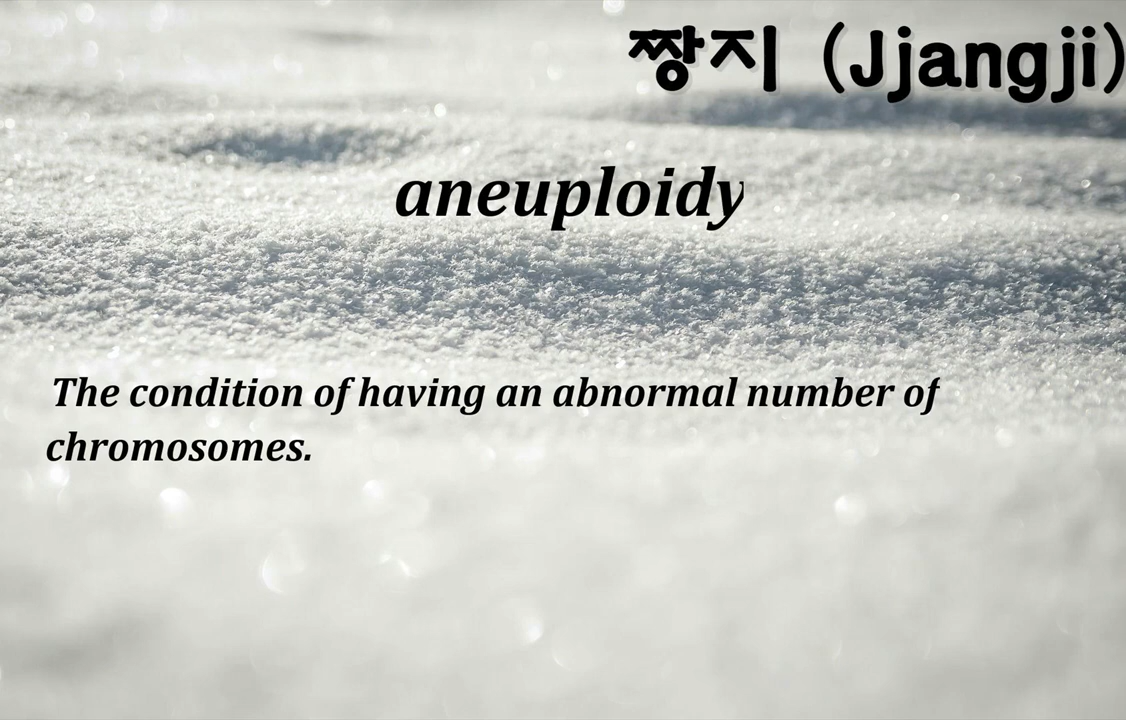 짱지 (Jjangji)
aneuploidy
The condition of having an abnormal number of
chromosomes.